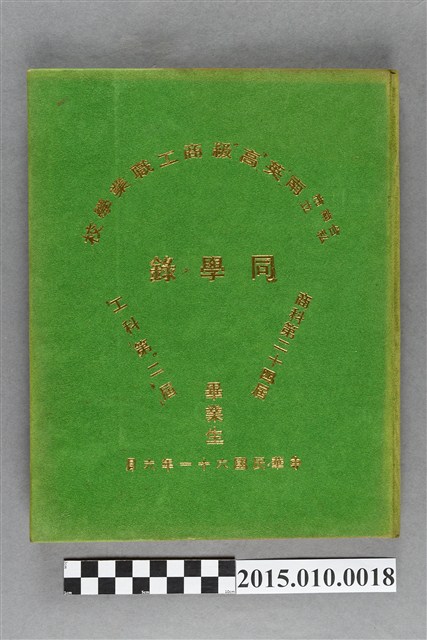 南英高級商工職業學校
同學錄
商科第二十四屆
工科第二屆
畢業生
中華民國八十一年六月
2015.010.0018